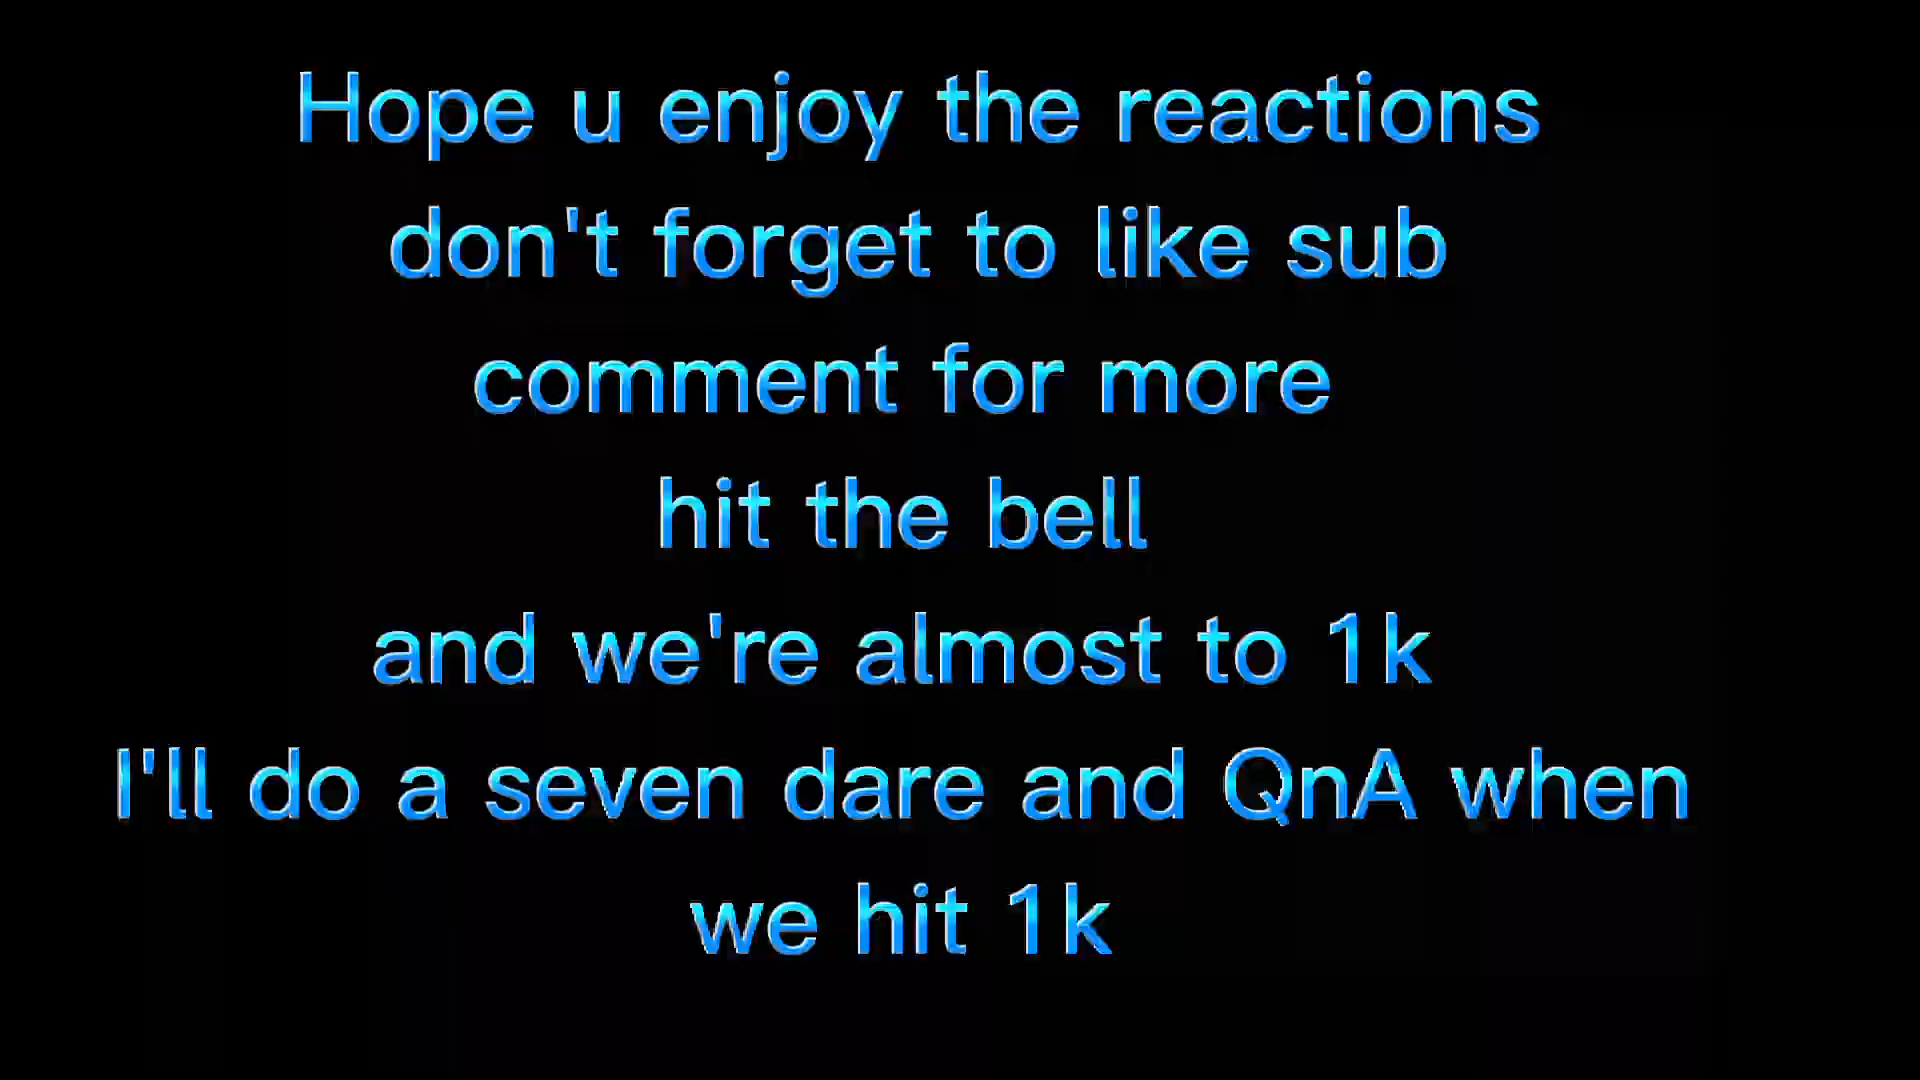 Hope u enjoy the reactions
don't forget to like sub
comment for more
hit the bell
and we're almost to 1k
I'll do a seven dare and QnA when
we hit 1k